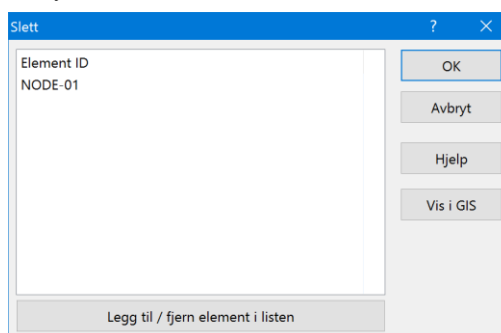 Slett
Element ID
NODE-01
OK
Avbryt
Hjelp
Vis i GIS
Legg til / fjern element i listen